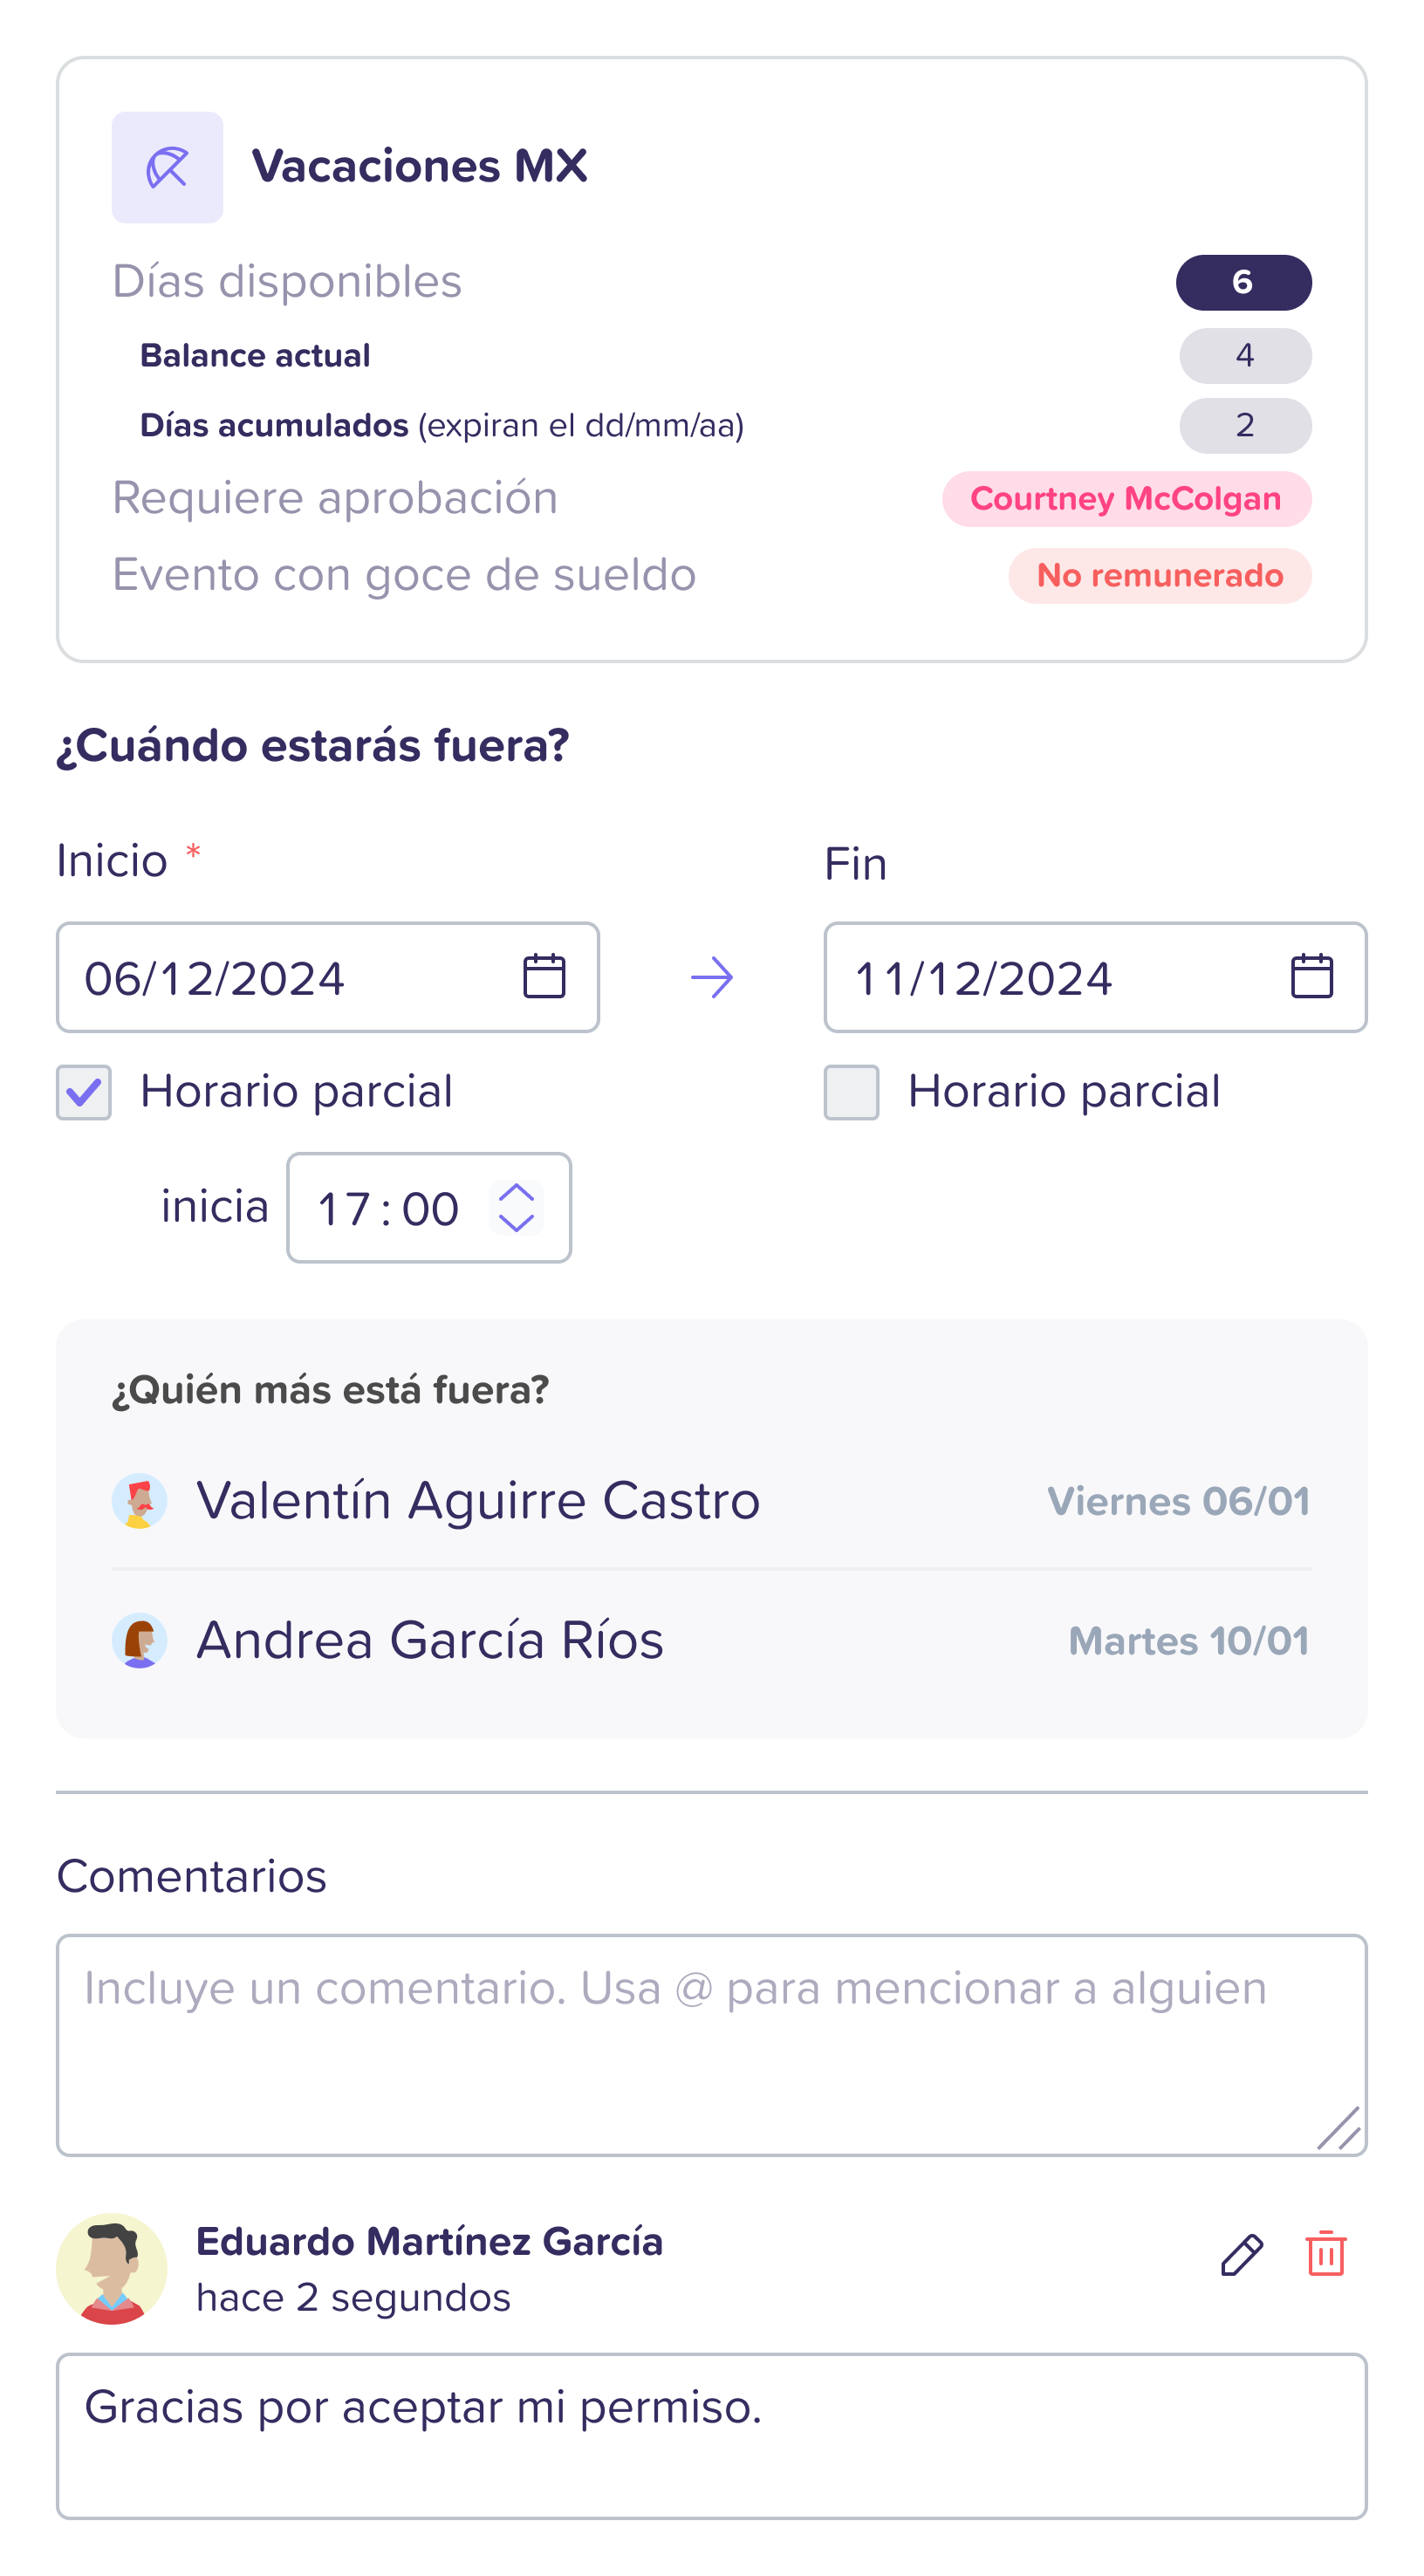 Vacaciones MX
Días disponibles 6
Balance actual 4
Días acumulados (expiran el dd/mm/aa) 2
Requiere aprobación Courtney McColgan
Evento con goce de sueldo No remunerado
¿Cuándo estarás fuera?
Inicio * Fin
06/12/2024 11/12/2024
Horario parcial Horario parcial
inicia 17:00
¿Quién más está fuera?
Valentín Aguirre Castro Viernes 06/01
Andrea García Ríos Martes 10/01
Comentarios
Incluye un comentario. Usa @ para mencionar a alguien
Eduardo Martínez García
hace 2 segundos
Gracias por aceptar mi permiso.